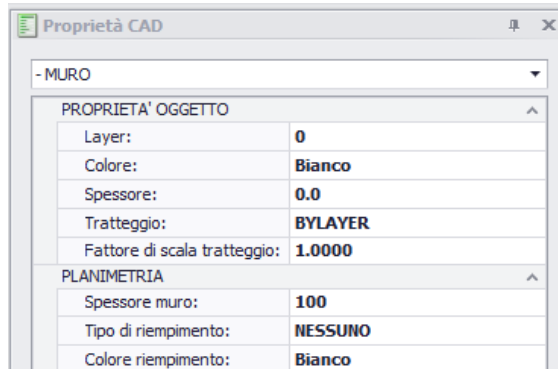 Proprietà CAD
- MURO
PROPRIETA' OGGETTO
Layer: 0
Colore: Bianco
Spessore: 0.0
Tratteggio: BYLAYER
Fattore di scala tratteggio: 1.0000
PLANIMETRIA
Spessore muro: 100
Tipo di riempimento: NESSUNO
Colore riempimento: Bianco